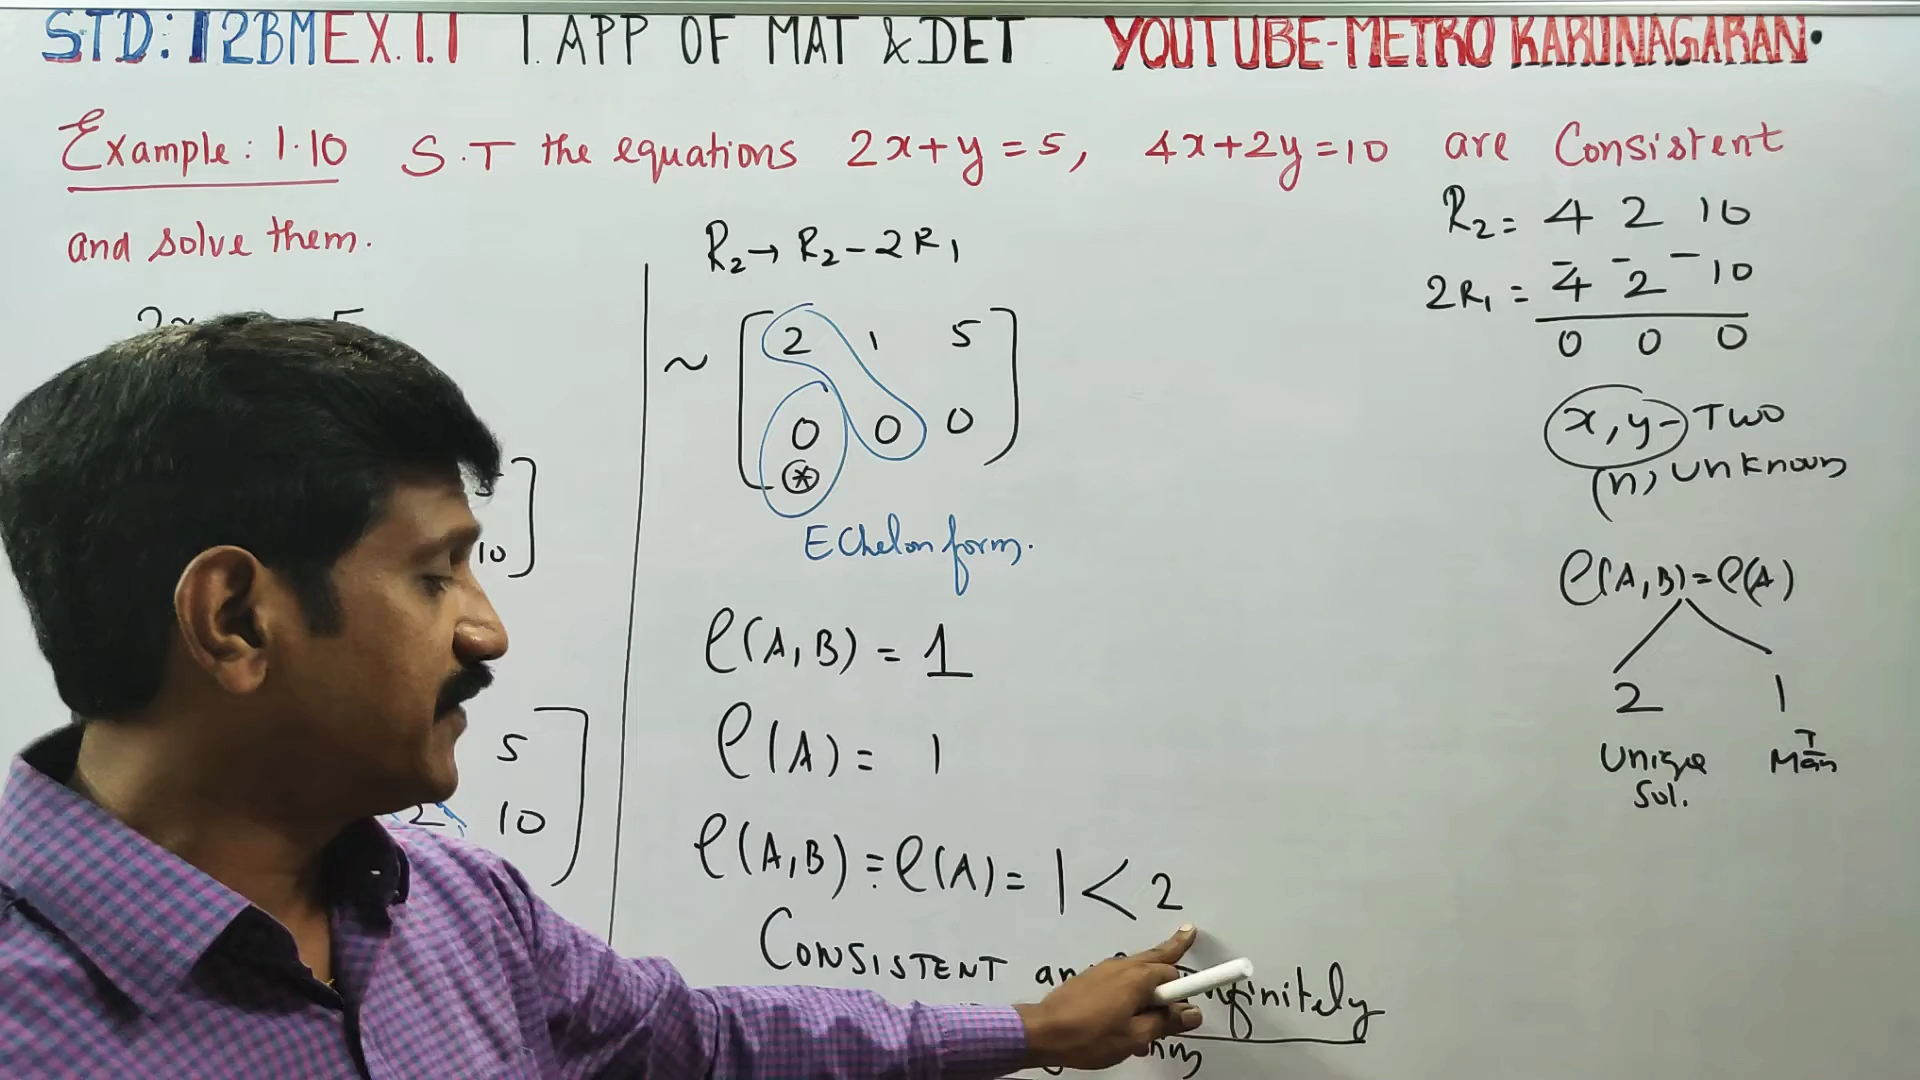 STD: 12BM EX.1.1 1. APP OF MAT & DET YOUTUBE-METRO KARUNAGARAN.
Example: 1.10 S.T the equations 2x+y=5, 4x+2y=10 are Consistent
and solve them.
5
10
5
2 10
R₂→R₂-2R₁
~ [2 1 5
0 0 0]
*
Echelon form.
ρ(A,B) = 1
ρ(A) = 1
ρ(A,B) = ρ(A) = 1 < 2
CONSISTENT infinitely
R₂ = 4 2 10
2R₁ = 4 2 10
- - -
0 0 0
x, y - Two
(n) unknown
ρ(A,B) = ρ(A)
2 1
Unique
Sol.